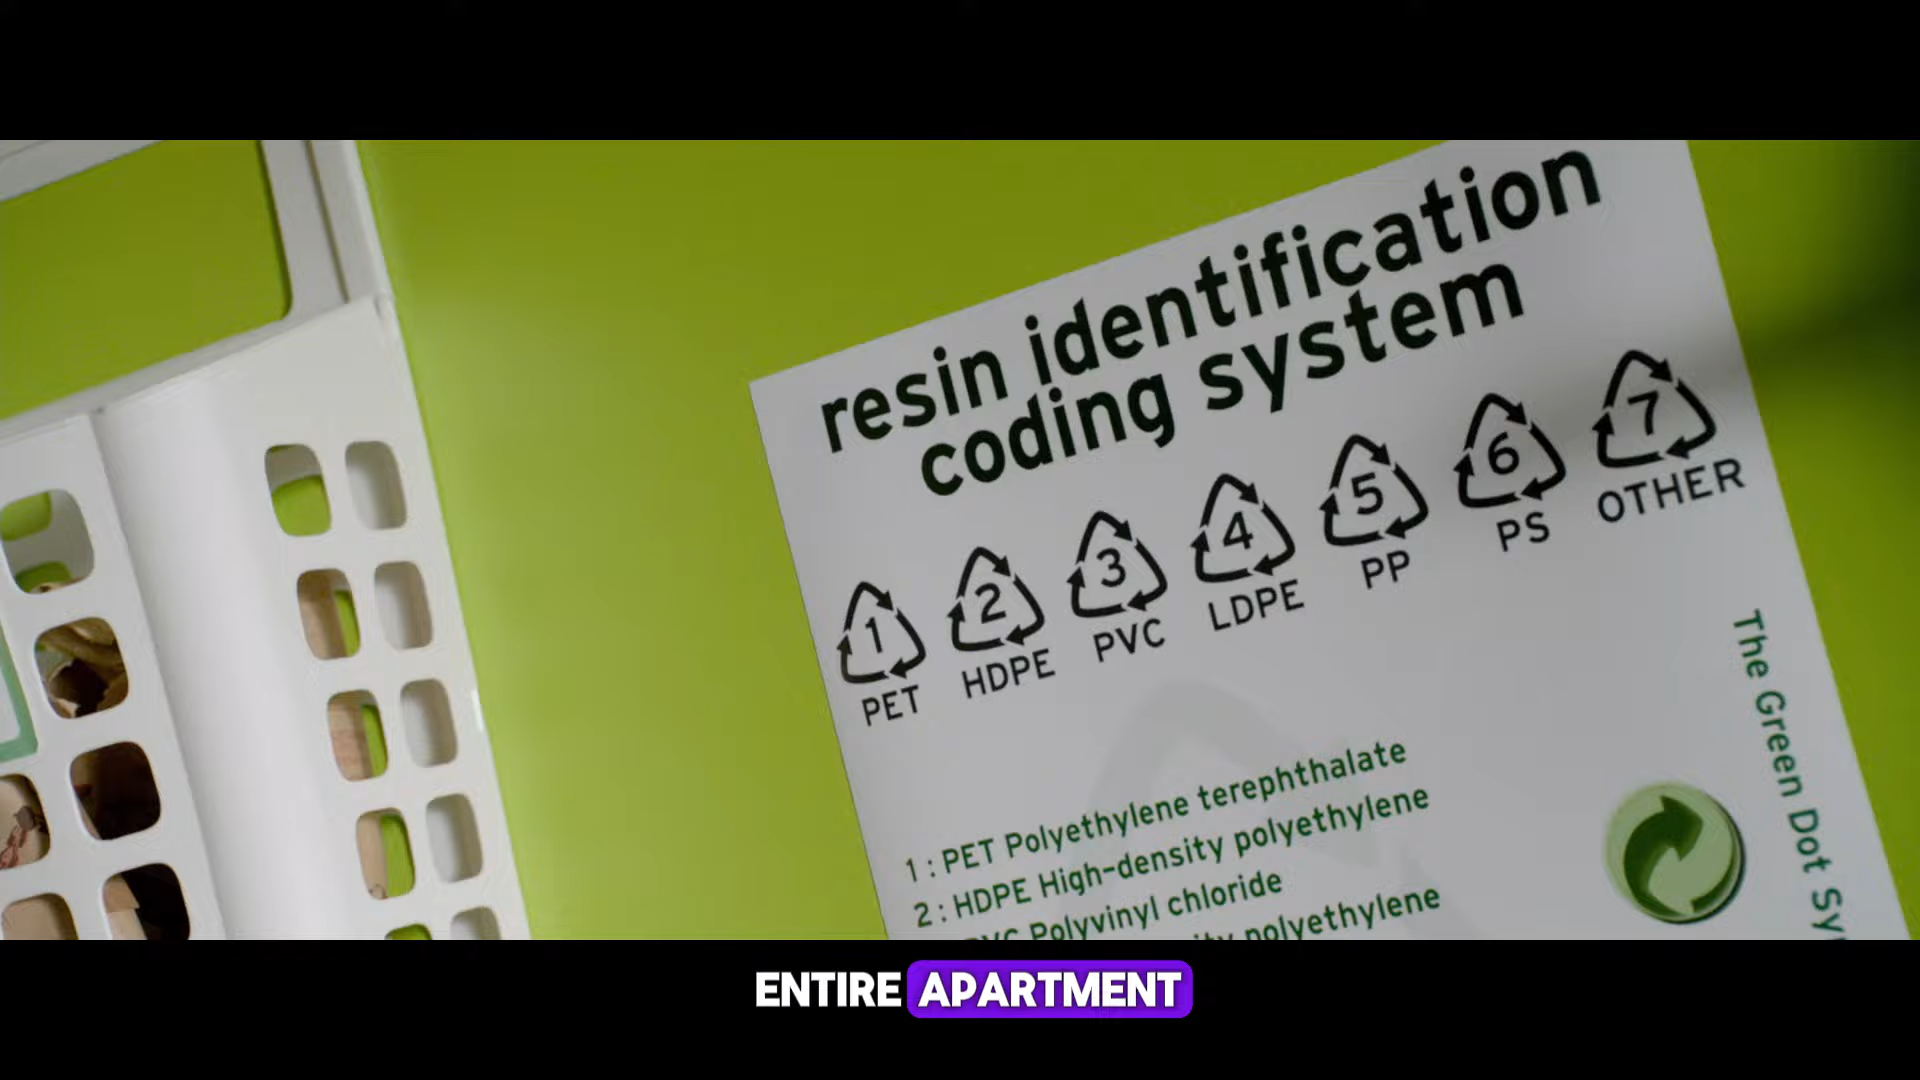 resin identification
coding system
1
PET
2
HDPE
3
PVC
4
LDPE
5
PP
6
PS
7
OTHER
1 : PET Polyethylene terephthalate
2 : HDPE High-density polyethylene
PVC Polyvinyl chloride
polyethylene
The Green Dot
ENTIRE APARTMENT